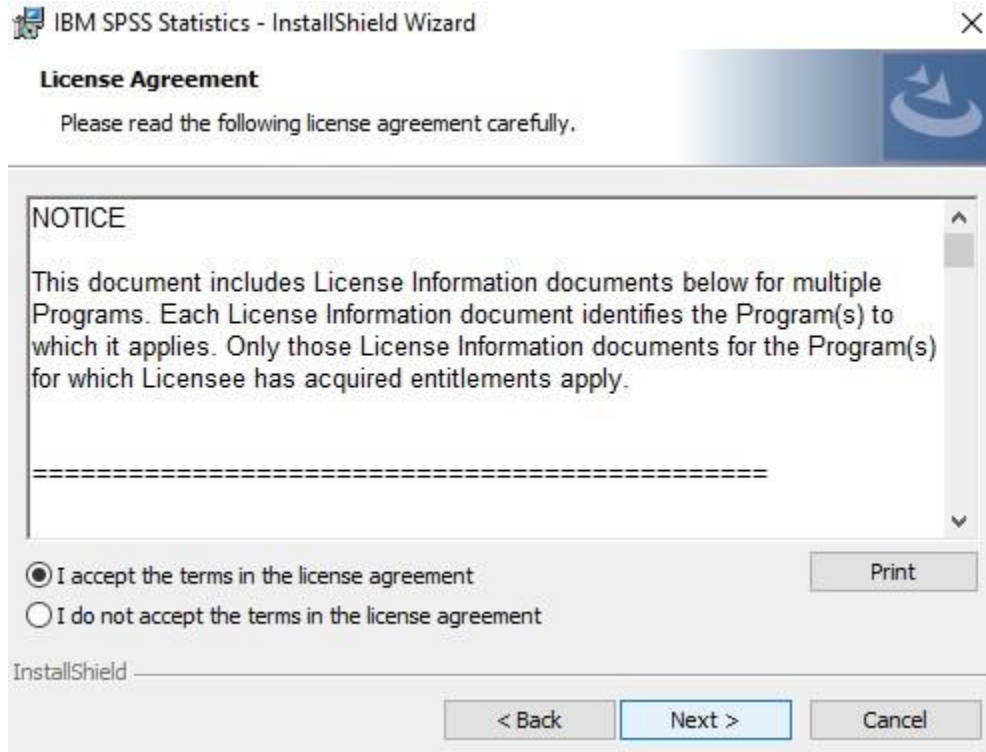 IBM SPSS Statistics - InstallShield Wizard
License Agreement
Please read the following license agreement carefully.
NOTICE
This document includes License Information documents below for multiple
Programs. Each License Information document identifies the Program(s) to
which it applies. Only those License Information documents for the Program(s)
for which Licensee has acquired entitlements apply.
==============================================
I accept the terms in the license agreement
Print
I do not accept the terms in the license agreement
InstallShield
< Back
Next >
Cancel